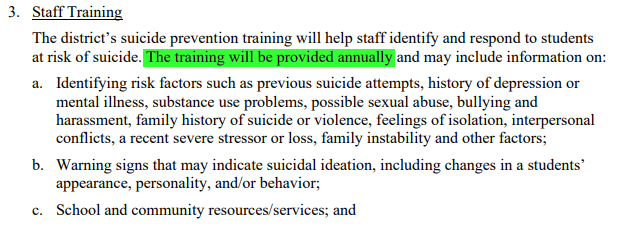 3. Staff Training
The district's suicide prevention training will help staff identify and respond to students
at risk of suicide. The training will be provided annually and may include information on:
a. Identifying risk factors such as previous suicide attempts, history of depression or
mental illness, substance use problems, possible sexual abuse, bullying and
harassment, family history of suicide or violence, feelings of isolation, interpersonal
conflicts, a recent severe stressor or loss, family instability and other factors;
b. Warning signs that may indicate suicidal ideation, including changes in a students'
appearance, personality, and/or behavior;
c. School and community resources/services; and